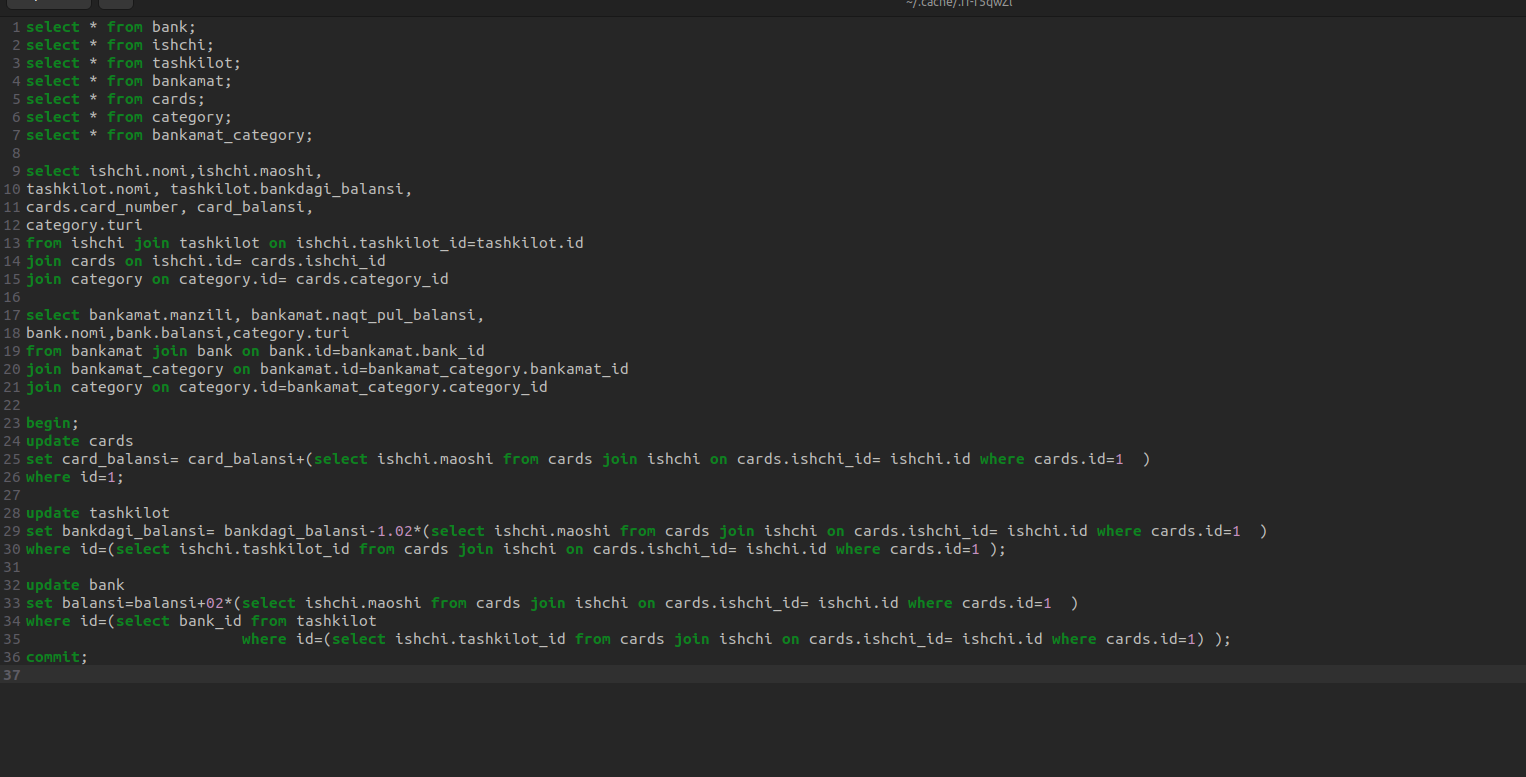 1 select * from bank;
2 select * from ishchi;
3 select * from tashkilot;
4 select * from bankamat;
5 select * from cards;
6 select * from category;
7 select * from bankamat_category;
8
9 select ishchi.nomi,ishchi.maoshi,
10 tashkilot.nomi, tashkilot.bankdagi_balansi,
11 cards.card_number, card_balansi,
12 category.turi
13 from ishchi join tashkilot on ishchi.tashkilot_id=tashkilot.id
14 join cards on ishchi.id= cards.ishchi_id
15 join category on category.id= cards.category_id
16
17 select bankamat.manzili, bankamat.naqt_pul_balansi,
18 bank.nomi,bank.balansi,category.turi
19 from bankamat join bank on bank.id=bankamat.bank_id
20 join bankamat_category on bankamat.id=bankamat_category.bankamat_id
21 join category on category.id=bankamat_category.category_id
22
23 begin;
24 update cards
25 set card_balansi= card_balansi+(select ishchi.maoshi from cards join ishchi on cards.ishchi_id= ishchi.id where cards.id=1  )
26 where id=1;
27
28 update tashkilot
29 set bankdagi_balansi= bankdagi_balansi-1.02*(select ishchi.maoshi from cards join ishchi on cards.ishchi_id= ishchi.id where cards.id=1  )
30 where id=(select ishchi.tashkilot_id from cards join ishchi on cards.ishchi_id= ishchi.id where cards.id=1 );
31
32 update bank
33 set balansi=balansi+02*(select ishchi.maoshi from cards join ishchi on cards.ishchi_id= ishchi.id where cards.id=1  )
34 where id=(select bank_id from tashkilot
35                         where id=(select ishchi.tashkilot_id from cards join ishchi on cards.ishchi_id= ishchi.id where cards.id=1) );
36 commit;
37